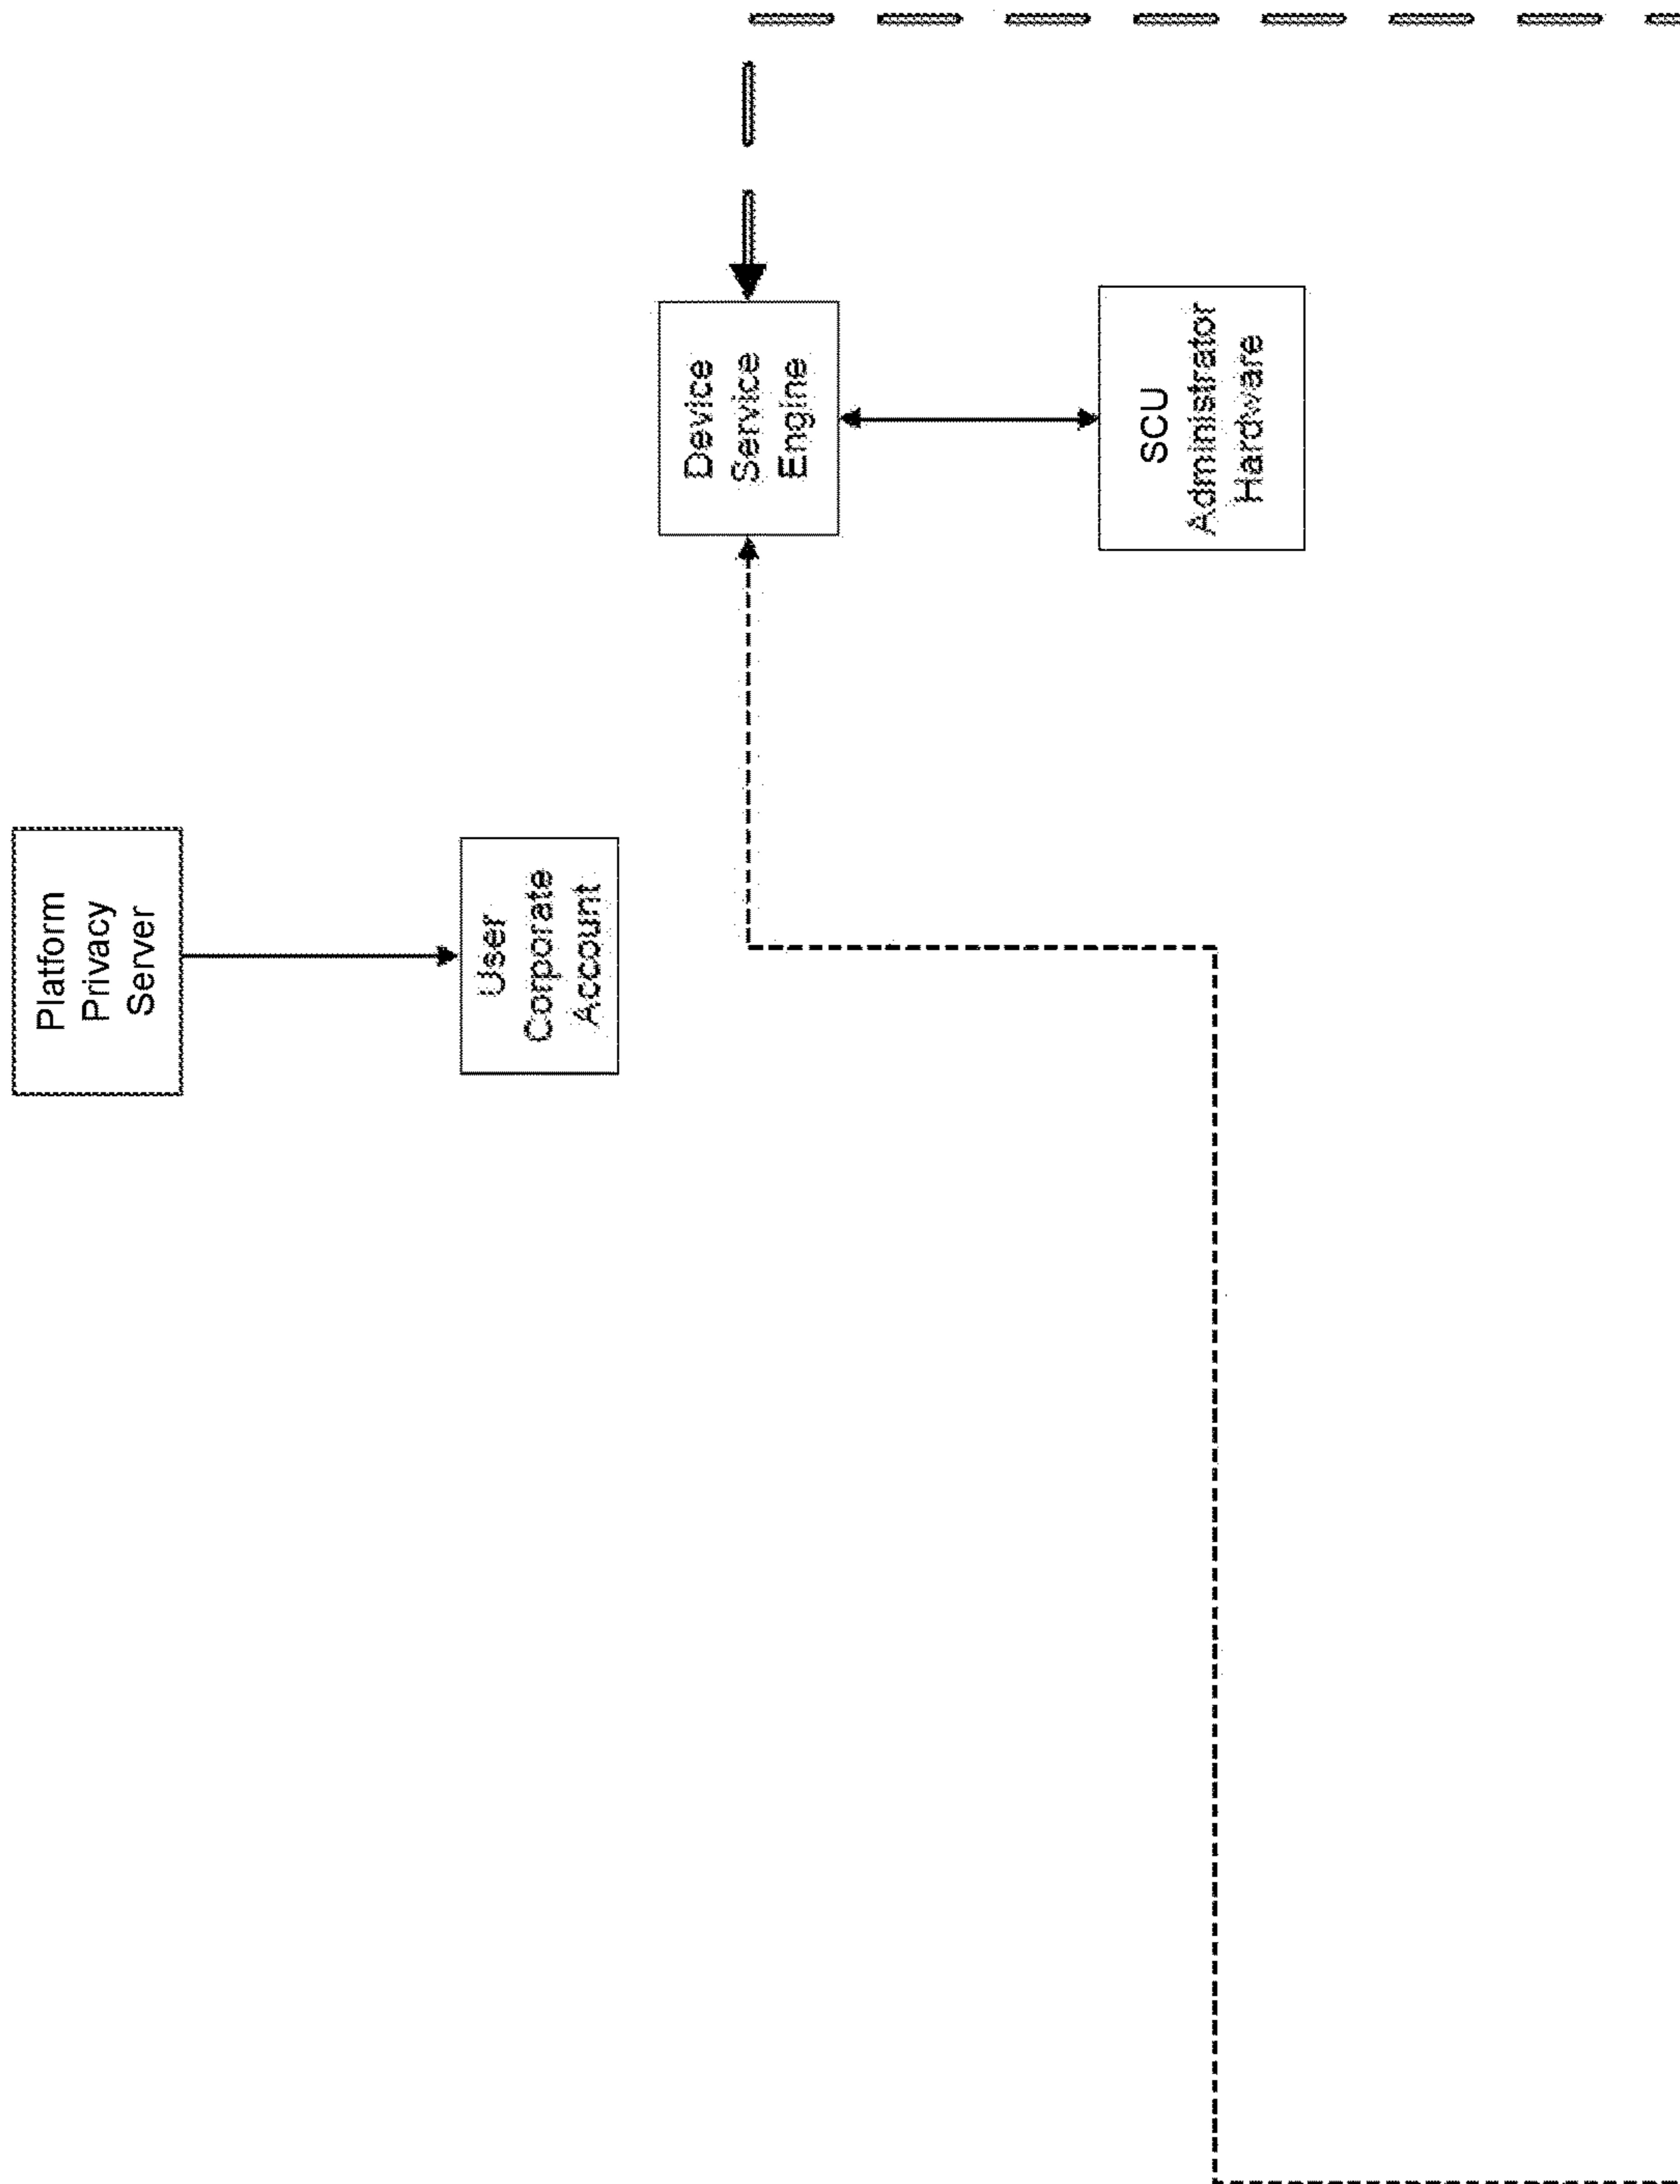 Platform
Privacy
Server
User
Corporate
Account
Device
Service
Engine
SCU
Administrator
Hardware